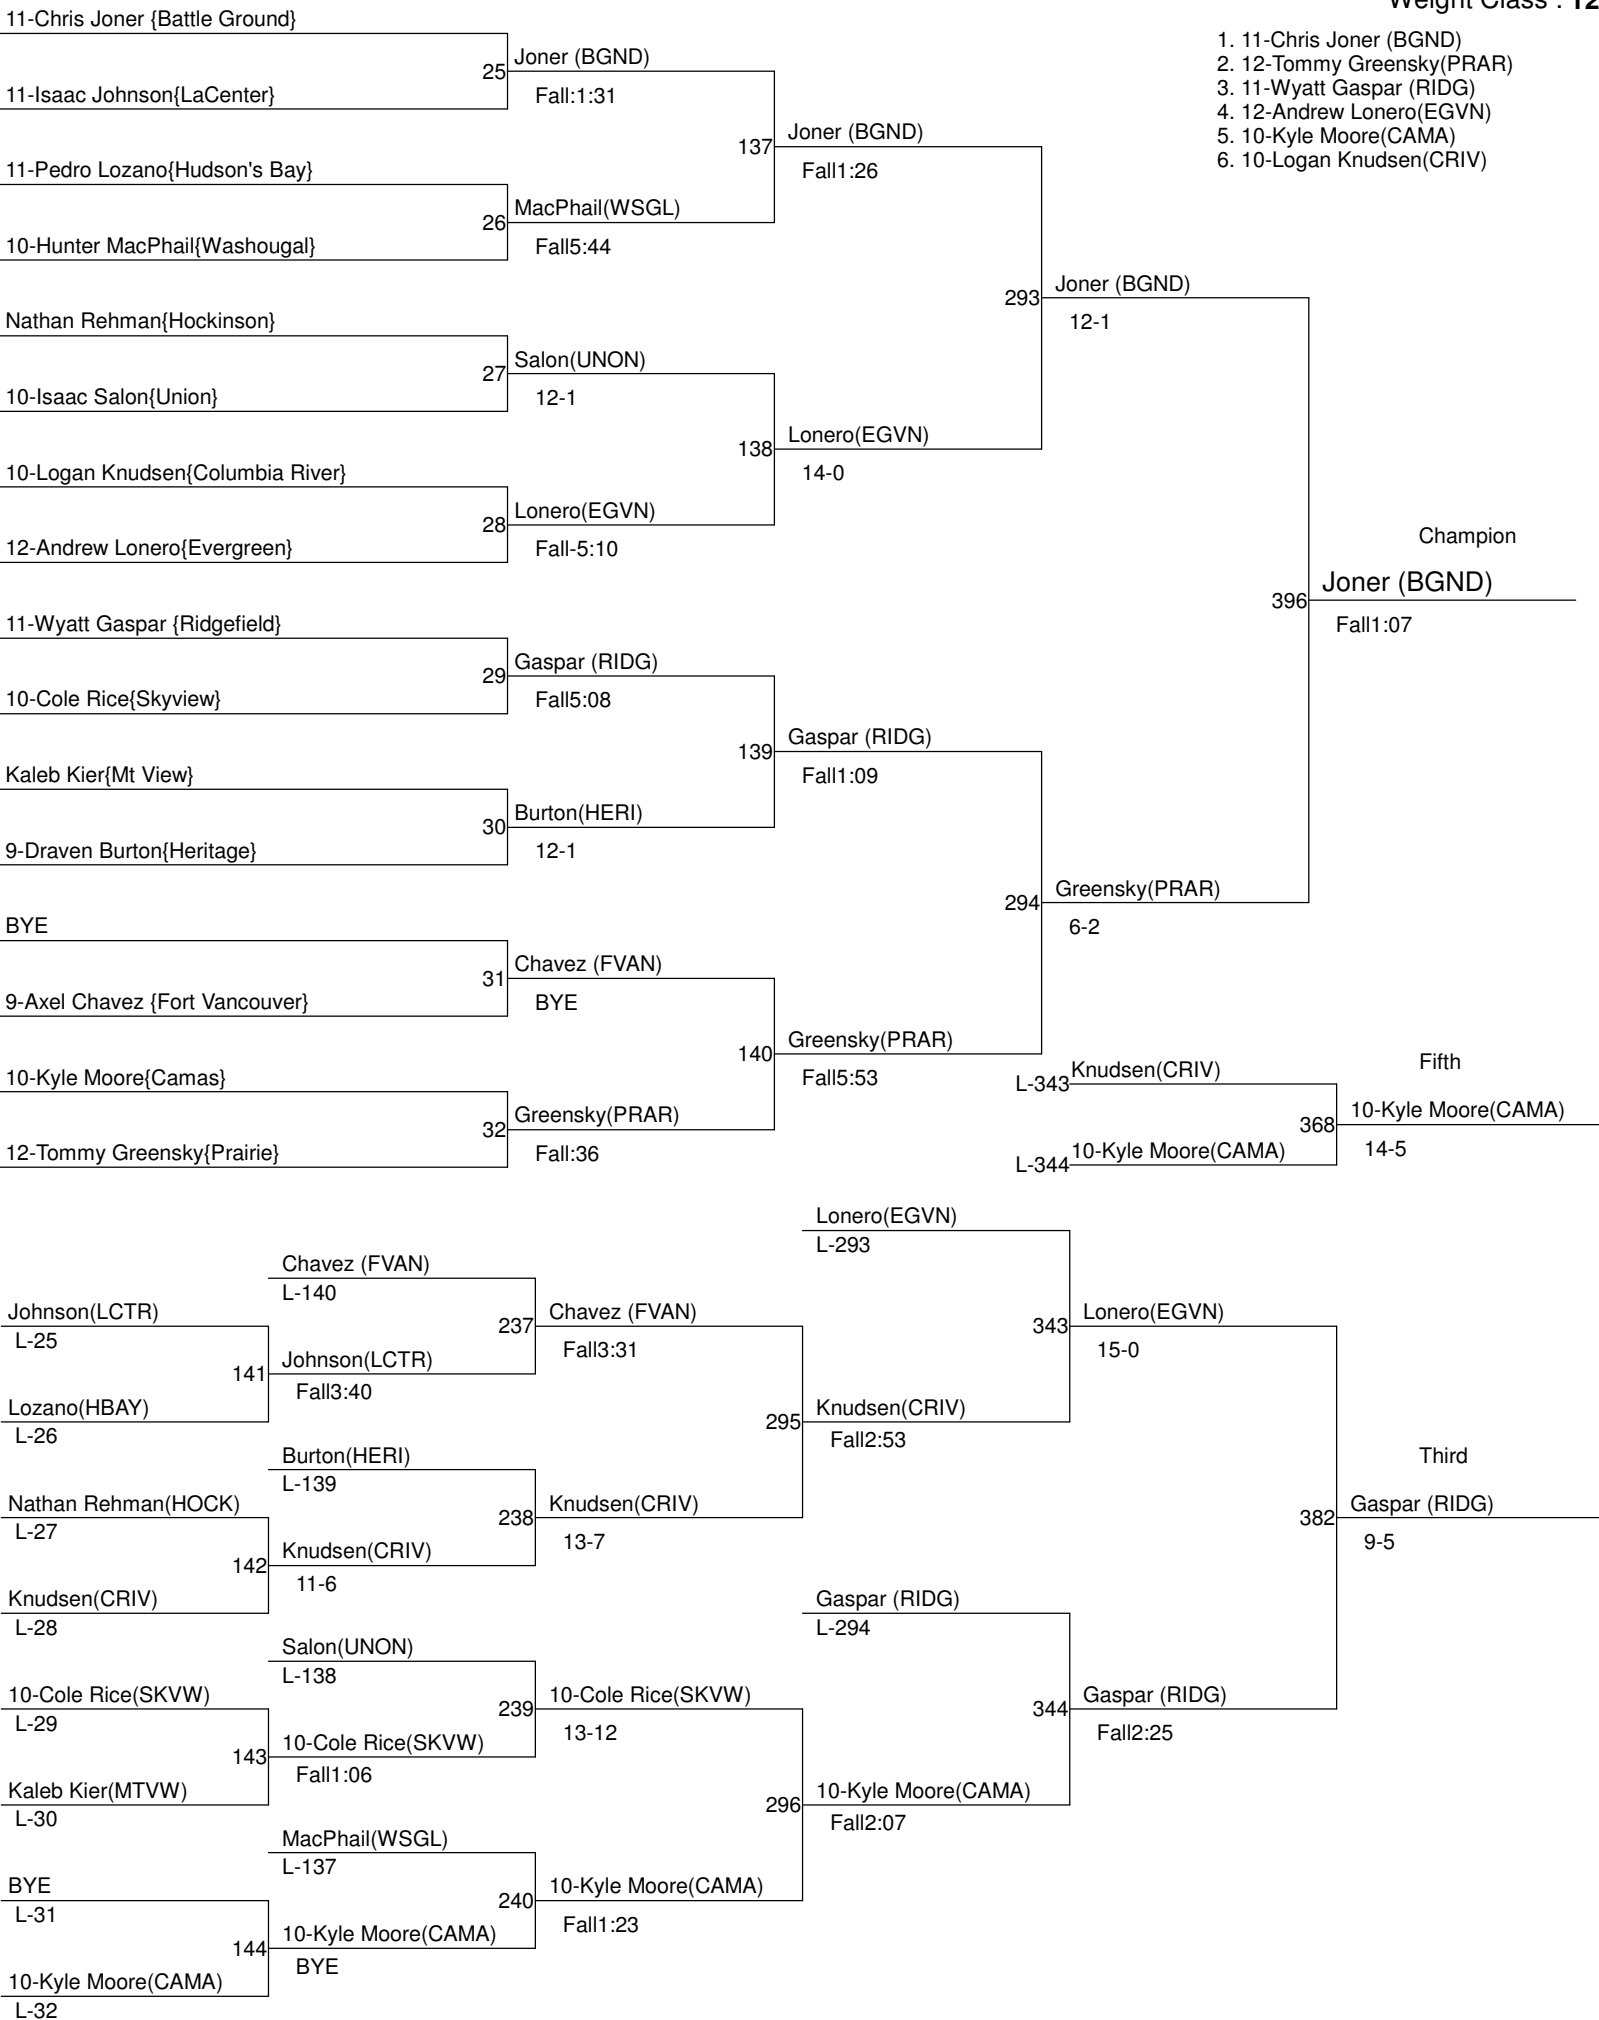 Weight Class : 12
1. 11-Chris Joner (BGND)
2. 12-Tommy Greensky(PRAR)
3. 11-Wyatt Gaspar (RIDG)
4. 12-Andrew Lonero(EGVN)
5. 10-Kyle Moore(CAMA)
6. 10-Logan Knudsen(CRIV)
11-Chris Joner {Battle Ground}
25
Joner (BGND)
Fall:1:31
11-Isaac Johnson{LaCenter}
137
Joner (BGND)
Fall1:26
11-Pedro Lozano{Hudson's Bay}
26
MacPhail(WSGL)
Fall5:44
10-Hunter MacPhail{Washougal}
293
Joner (BGND)
12-1
Nathan Rehman{Hockinson}
27
Salon(UNON)
12-1
10-Isaac Salon{Union}
138
Lonero(EGVN)
14-0
10-Logan Knudsen{Columbia River}
28
Lonero(EGVN)
Fall-5:10
12-Andrew Lonero{Evergreen}
Champion
396
Joner (BGND)
Fall1:07
11-Wyatt Gaspar {Ridgefield}
29
Gaspar (RIDG)
Fall5:08
10-Cole Rice{Skyview}
139
Gaspar (RIDG)
Fall1:09
Kaleb Kier{Mt View}
30
Burton(HERI)
12-1
9-Draven Burton{Heritage}
294
Greensky(PRAR)
6-2
BYE
31
Chavez (FVAN)
BYE
9-Axel Chavez {Fort Vancouver}
140
Greensky(PRAR)
Fall5:53
10-Kyle Moore{Camas}
32
Greensky(PRAR)
Fall:36
12-Tommy Greensky{Prairie}
Fifth
L-343
Knudsen(CRIV)
368
10-Kyle Moore(CAMA)
14-5
L-344
10-Kyle Moore(CAMA)
Lonero(EGVN)
L-293
Chavez (FVAN)
L-140
Johnson(LCTR)
L-25
237
Chavez (FVAN)
Fall3:31
343
Lonero(EGVN)
15-0
141
Johnson(LCTR)
Fall3:40
Lozano(HBAY)
L-26
295
Knudsen(CRIV)
Fall2:53
Burton(HERI)
L-139
Third
Nathan Rehman(HOCK)
L-27
238
Knudsen(CRIV)
13-7
382
Gaspar (RIDG)
9-5
142
Knudsen(CRIV)
11-6
Knudsen(CRIV)
L-28
Gaspar (RIDG)
L-294
Salon(UNON)
L-138
10-Cole Rice(SKVW)
L-29
239
10-Cole Rice(SKVW)
13-12
344
Gaspar (RIDG)
Fall2:25
143
10-Cole Rice(SKVW)
Fall1:06
Kaleb Kier(MTVW)
L-30
296
10-Kyle Moore(CAMA)
Fall2:07
MacPhail(WSGL)
L-137
BYE
L-31
240
10-Kyle Moore(CAMA)
Fall1:23
144
10-Kyle Moore(CAMA)
BYE
10-Kyle Moore(CAMA)
L-32